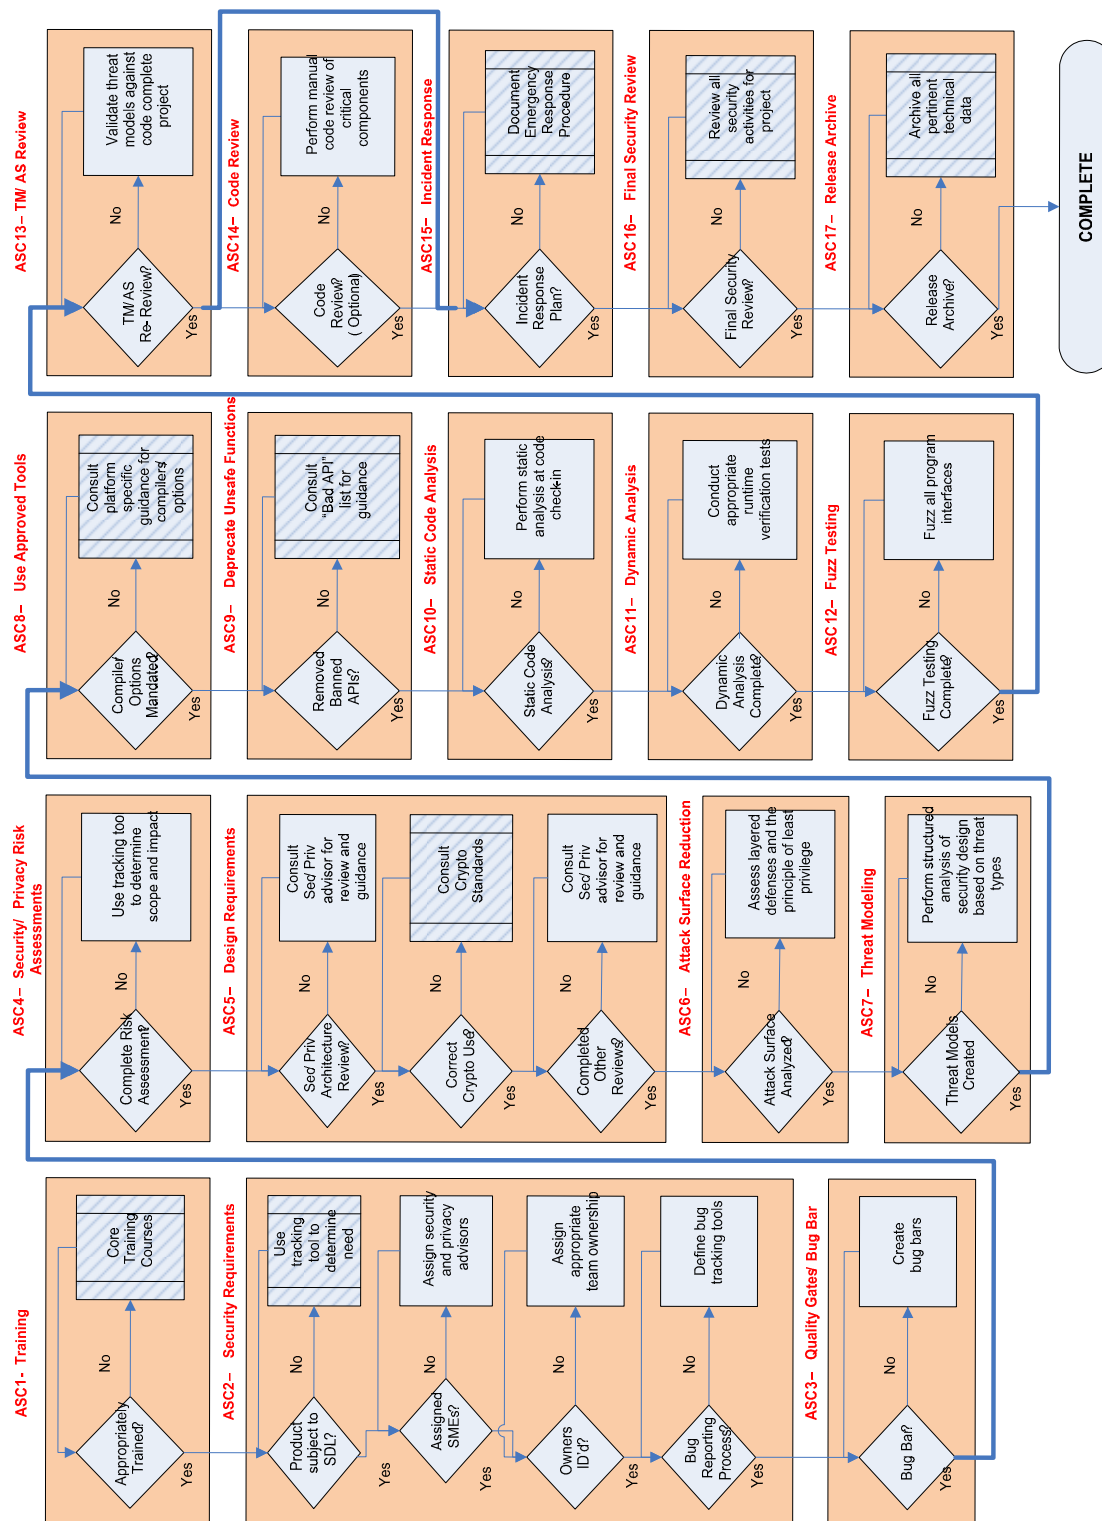 ASC1- Training
Appropriately
Trained?
No
Yes
Core
Training
Courses
ASC2– Security Requirements
Product
subject to
SDL?
No
Yes
Use
tracking
tool to
determine
need
Assigned
SMEs?
No
Yes
Assign security
and privacy
advisors
Owners
ID'd?
No
Yes
Assign
appropriate
team ownership
Bug
Reporting
Process?
No
Yes
Define bug
tracking tools
ASC3– Quality Gates/ Bug Bar
Bug Bar?
No
Yes
Create
bug bars
ASC4– Security/ Privacy Risk
Assessments
Complete Risk
Assessment?
No
Yes
Use tracking too
to determine
scope and impact
ASC5– Design Requirements
Sec/ Priv
Architecture
Review?
No
Yes
Consult
Sec/ Priv
advisor for
review and
guidance
Correct
Crypto Use?
No
Yes
Consult
Crypto
Standards
Completed
Other
Reviews?
No
Yes
Consult
Sec/ Priv
advisor for
review and
guidance
ASC6– Attack Surface Reduction
Attack Surface
Analyzed?
No
Yes
Assess layered
defenses and the
principle of least
privilege
ASC7– Threat Modeling
Threat Models
Created
No
Yes
Perform structured
analysis of
security design
based on threat
types
ASC8– Use Approved Tools
Compiler/
Options
Mandated?
No
Yes
Consult
platform
specific
guidance for
compilers/
options
ASC9– Deprecate Unsafe Functions
Removed
Banned
APIs?
No
Yes
Consult
"Bad API"
list for
guidance
ASC10– Static Code Analysis
Static Code
Analysis?
No
Yes
Perform static
analysis at code
check-in
ASC11– Dynamic Analysis
Dynamic
Analysis
Complete?
No
Yes
Conduct
appropriate
runtime
verification tests
ASC12– Fuzz Testing
Fuzz Testing
Complete?
No
Yes
Fuzz all program
interfaces
ASC13– TM/ AS Review
TM/ AS
Re- Review?
No
Yes
Validate threat
models against
code complete
project
ASC14– Code Review
Code
Review?
( Optional)
No
Yes
Perform manual
code review of
critical
components
ASC15– Incident Response
Incident
Response
Plan?
No
Yes
Document
Emergency
Response
Procedure
ASC16– Final Security Review
Final Security
Review?
No
Yes
Review all
security
activities for
project
ASC17– Release Archive
Release
Archive?
No
Yes
Archive all
pertinent
technical
data
COMPLETE